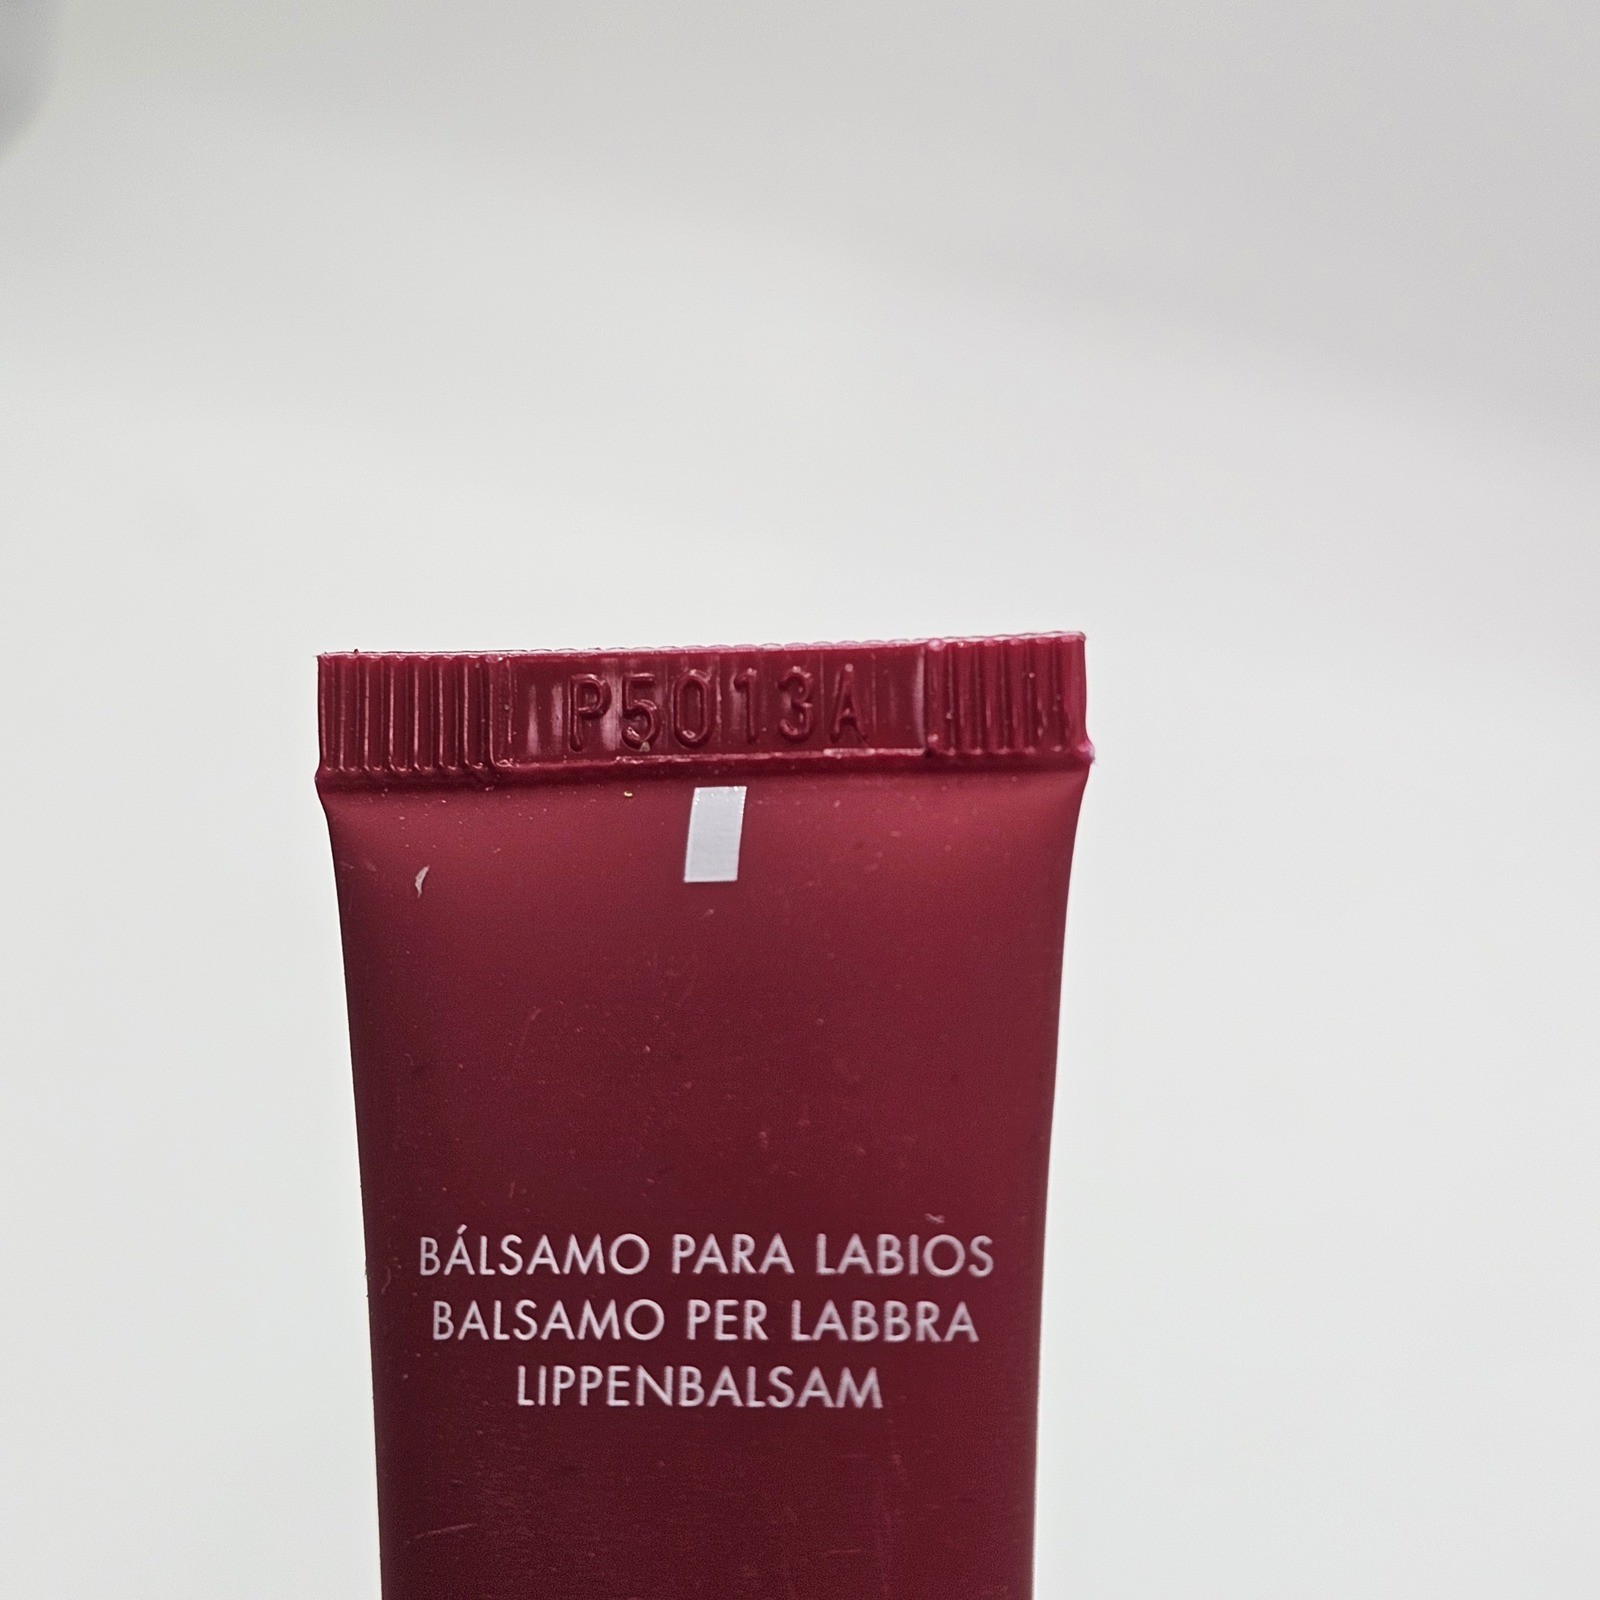 P5013A
BÁLSAMO PARA LABIOS
BALSAMO PER LABBRA
LIPPENBALSAM